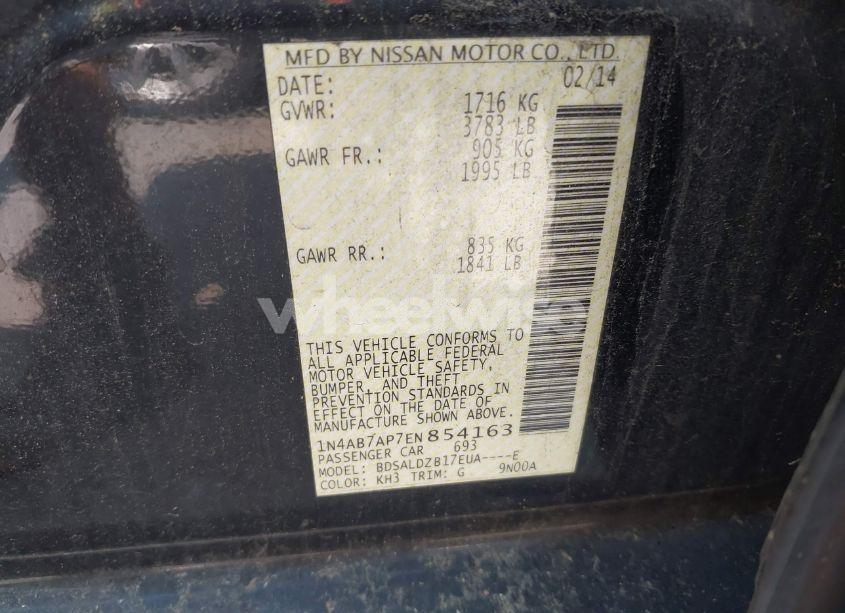 MFD BY NISSAN MOTOR CO., LTD.
DATE: 02/14
GVWR: 1716 KG
3783 LB
GAWR FR.: 905 KG
1995 LB
GAWR RR.: 835 KG
1841 LB
wheelwise
THIS VEHICLE CONFORMS TO
ALL APPLICABLE FEDERAL
MOTOR VEHICLE SAFETY,
BUMPER, AND THEFT
PREVENTION STANDARDS IN
EFFECT ON THE DATE OF
MANUFACTURE SHOWN ABOVE.
1N4AB7AP7EN854163
PASSENGER CAR 693
MODEL: BDSALDZB17EUA----E
COLOR: KH3 TRIM: G 9N00A